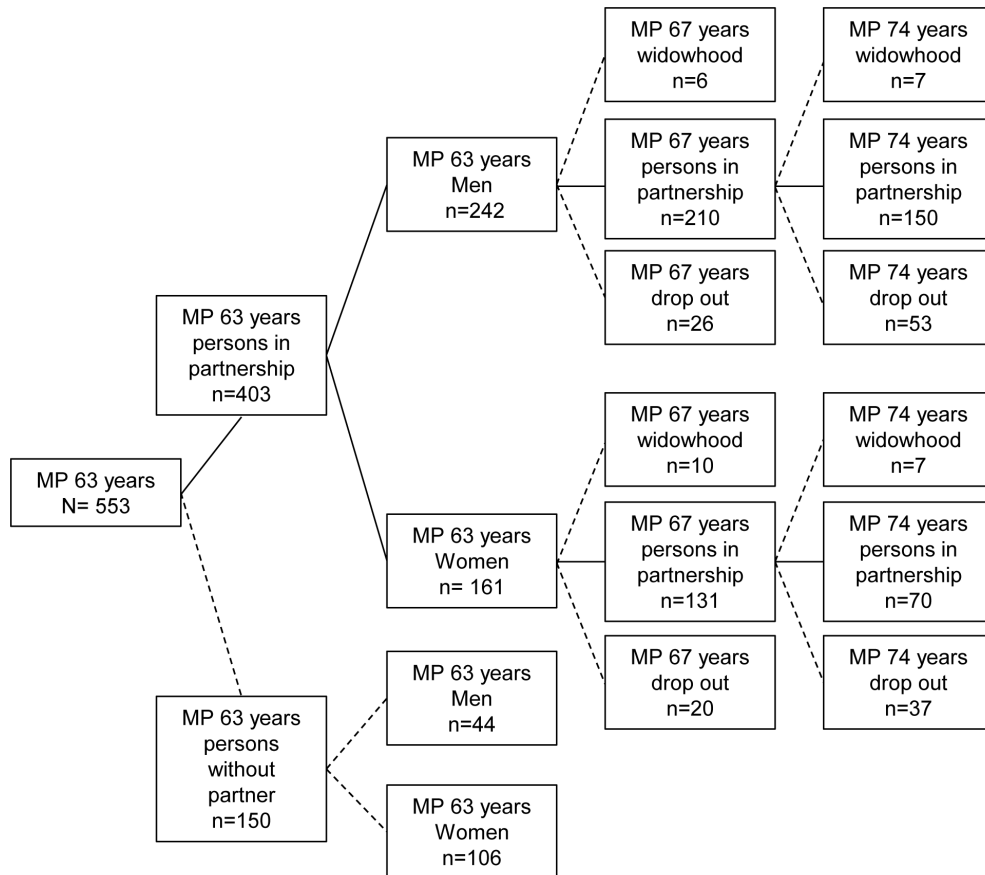 MP 63 years
N= 553
MP 63 years
persons in
partnership
n=403
MP 63 years
persons
without
partner
n=150
MP 63 years
Men
n=242
MP 63 years
Women
n= 161
MP 63 years
Men
n=44
MP 63 years
Women
n=106
MP 67 years
widowhood
n=6
MP 67 years
persons in
partnership
n=210
MP 67 years
drop out
n=26
MP 67 years
widowhood
n=10
MP 67 years
persons in
partnership
n=131
MP 67 years
drop out
n=20
MP 74 years
widowhood
n=7
MP 74 years
persons in
partnership
n=150
MP 74 years
drop out
n=53
MP 74 years
widowhood
n=7
MP 74 years
persons in
partnership
n=70
MP 74 years
drop out
n=37